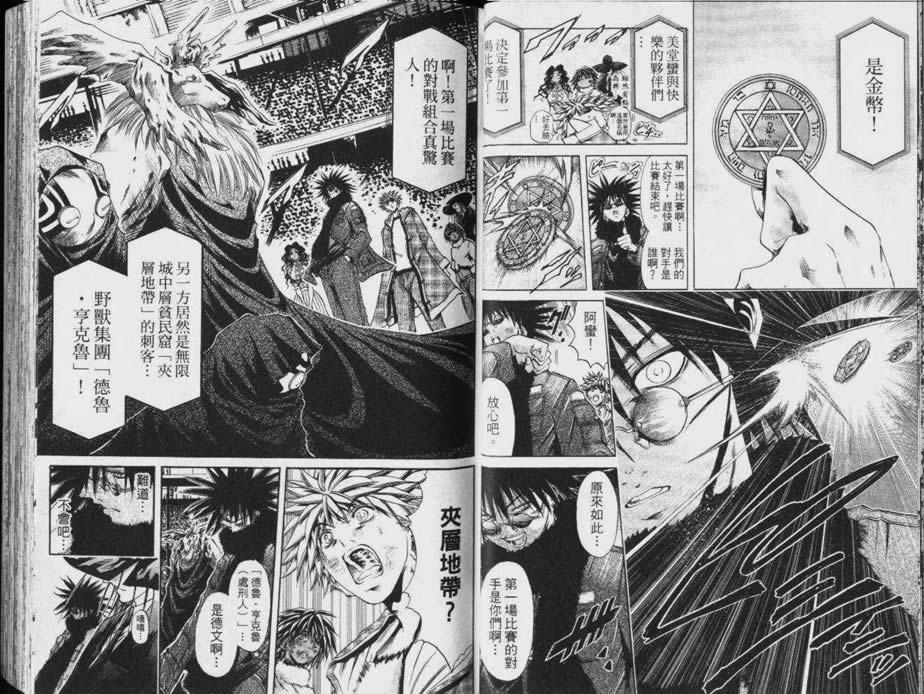 是金幣！
美堂蠻與快
樂的夥伴們
決定參加第一
場比賽了！
好丟臉
第一場比賽啊…
太好了，趕快讓
比賽結束吧。
我們的
對手是
誰啊？
阿蠻！
放心吧。
原來如此…
第一場比賽的對
手是你們啊…
啊！第一場比賽
的對戰組合真驚
人！
另一方居然是無限
城中層貧民窟「夾
層地帶」的刺客…
野獸集團「德魯
・亨克魯」！
夾層地帶？
「德魯・亨克魯
（處刑人）」…
是德文啊…
難道…
不會吧…
嘻嘻…